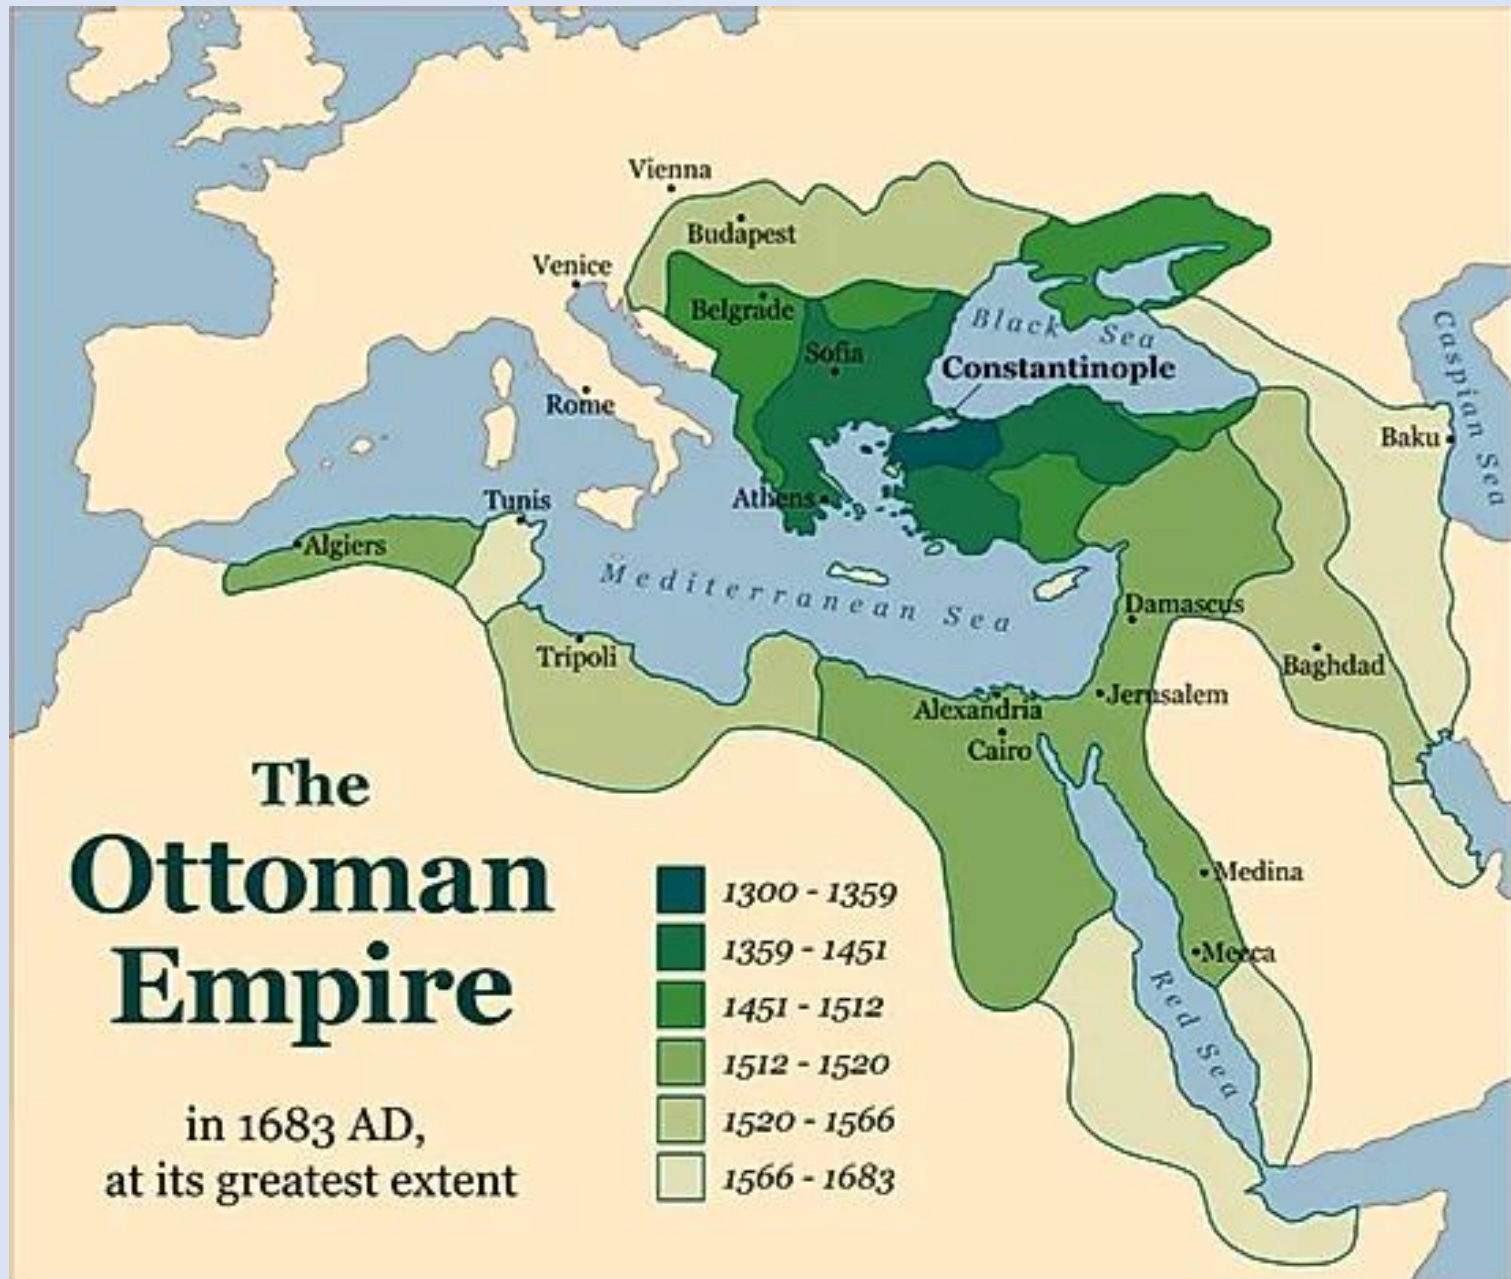 Vienna
Budapest
Venice
Belgrade
Black Sea
Caspian Sea
Sofia
Constantinople
Rome
Baku
Athens
Tunis
Algiers
Mediterranean Sea
Damascus
Tripoli
Baghdad
Jerusalem
Alexandria
Cairo
Medina
Mecca
Red Sea
The
Ottoman
Empire
in 1683 AD,
at its greatest extent
1300 - 1359
1359 - 1451
1451 - 1512
1512 - 1520
1520 - 1566
1566 - 1683